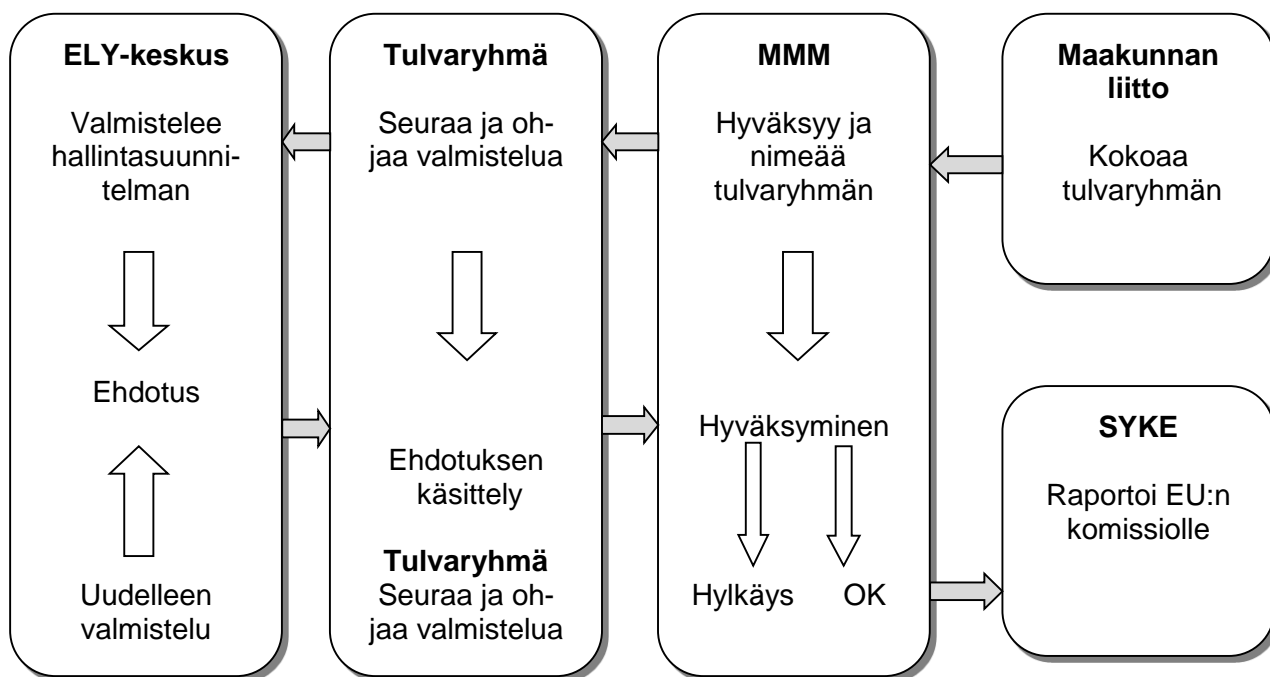 ELY-keskus
Valmistelee
hallintasuunni-
telman
Ehdotus
Uudelleen
valmistelu
Tulvaryhmä
Seuraa ja oh-
jaa valmistelua
Ehdotuksen
käsittely
Tulvaryhmä
Seuraa ja oh-
jaa valmistelua
MMM
Hyväksyy ja
nimeää
tulvaryhmän
Hyväksyminen
Hylkäys OK
Maakunnan
liitto
Kokoaa
tulvaryhmän
SYKE
Raportoi EU:n
komissiolle